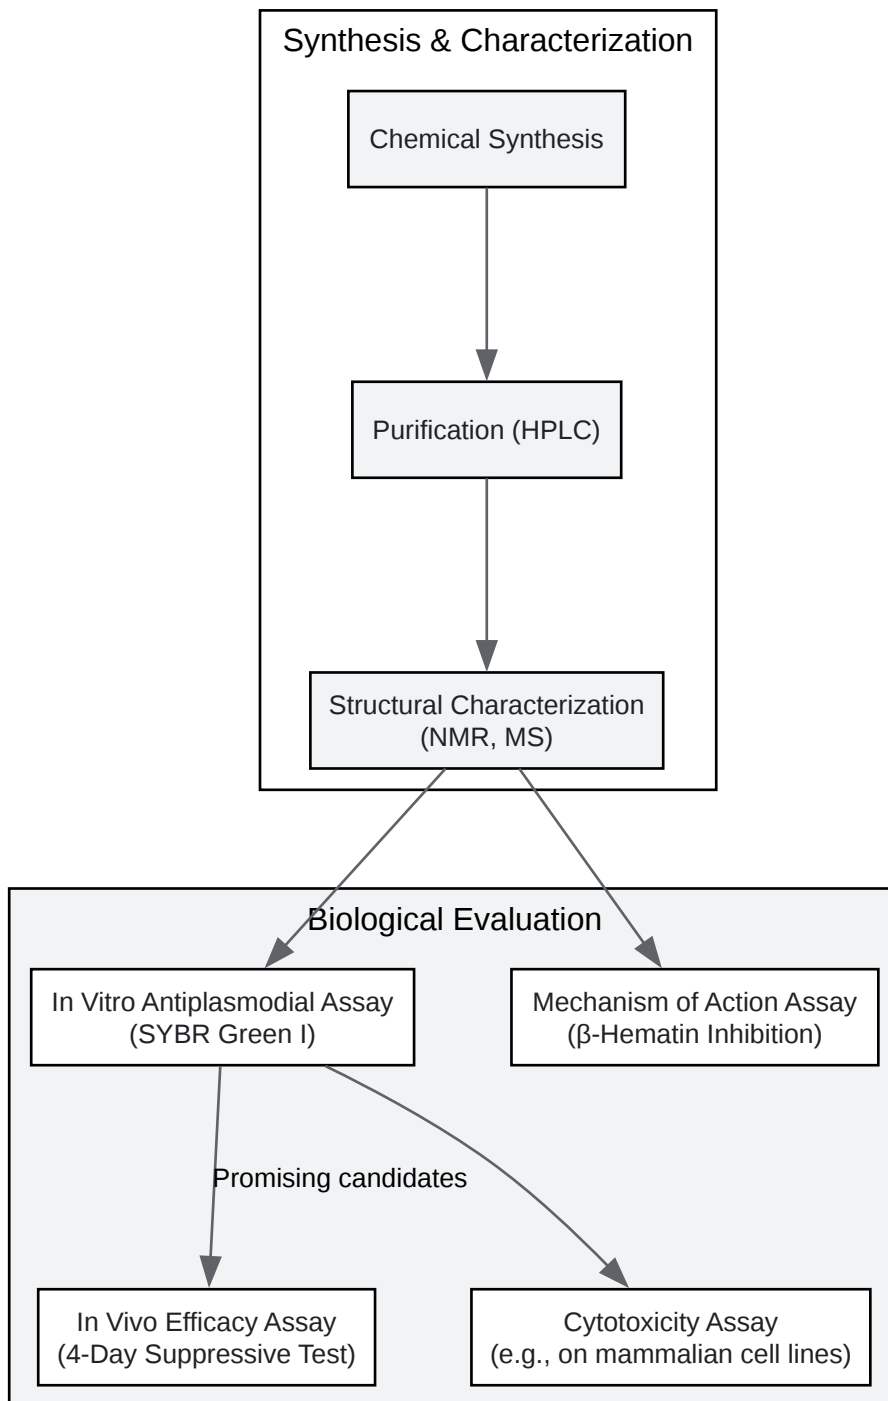 Synthesis & Characterization
Chemical Synthesis
Purification (HPLC)
Structural Characterization
(NMR, MS)
Biological Evaluation
In Vitro Antiplasmodial Assay
(SYBR Green I)
Mechanism of Action Assay
(β-Hematin Inhibition)
Promising candidates
In Vivo Efficacy Assay
(4-Day Suppressive Test)
Cytotoxicity Assay
(e.g., on mammalian cell lines)